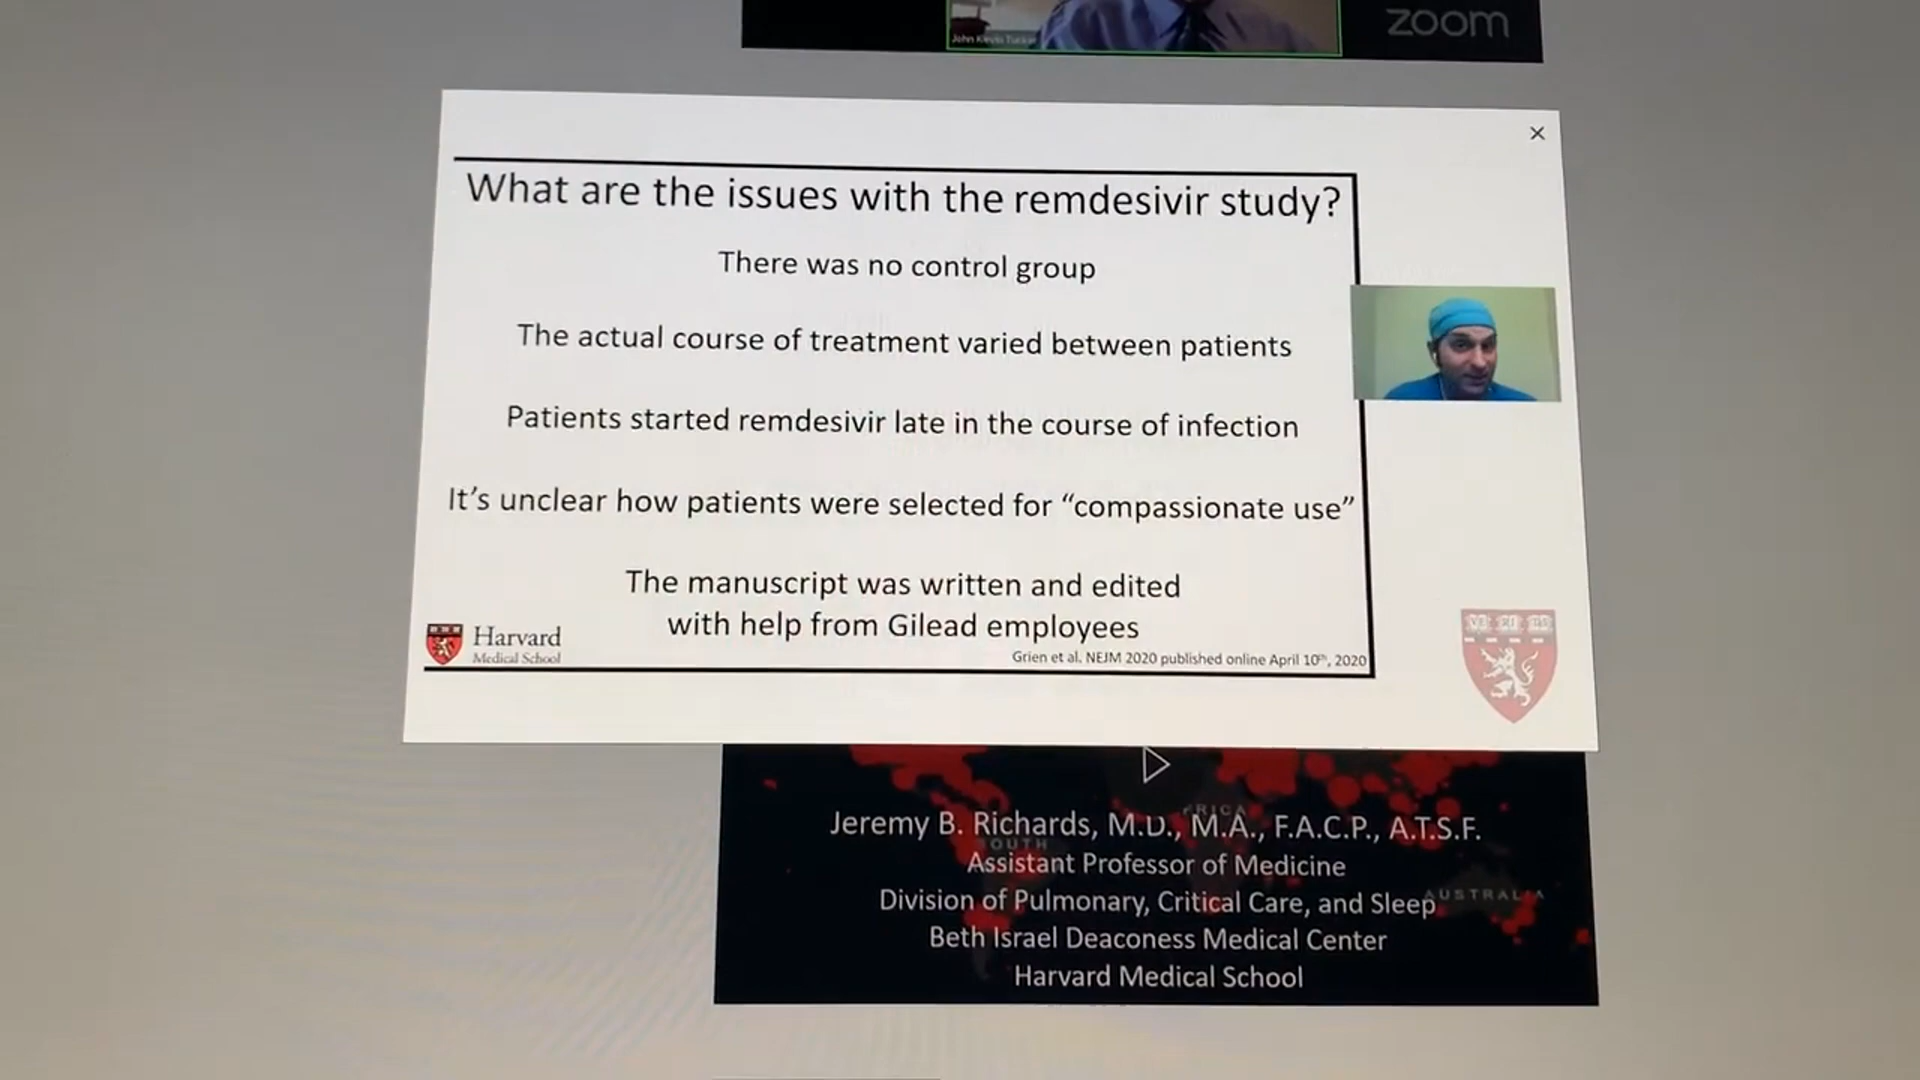 zoom
What are the issues with the remdesivir study?
There was no control group
The actual course of treatment varied between patients
Patients started remdesivir late in the course of infection
It's unclear how patients were selected for “compassionate use”
The manuscript was written and edited
with help from Gilead employees
Harvard
Medical School
Grien et al. NEJM 2020 published online April 10th, 2020
Jeremy B. Richards, M.D., M.A., F.A.C.P., A.T.S.F.
Assistant Professor of Medicine
Division of Pulmonary, Critical Care, and Sleep
AUSTRALIA
Beth Israel Deaconess Medical Center
Harvard Medical School